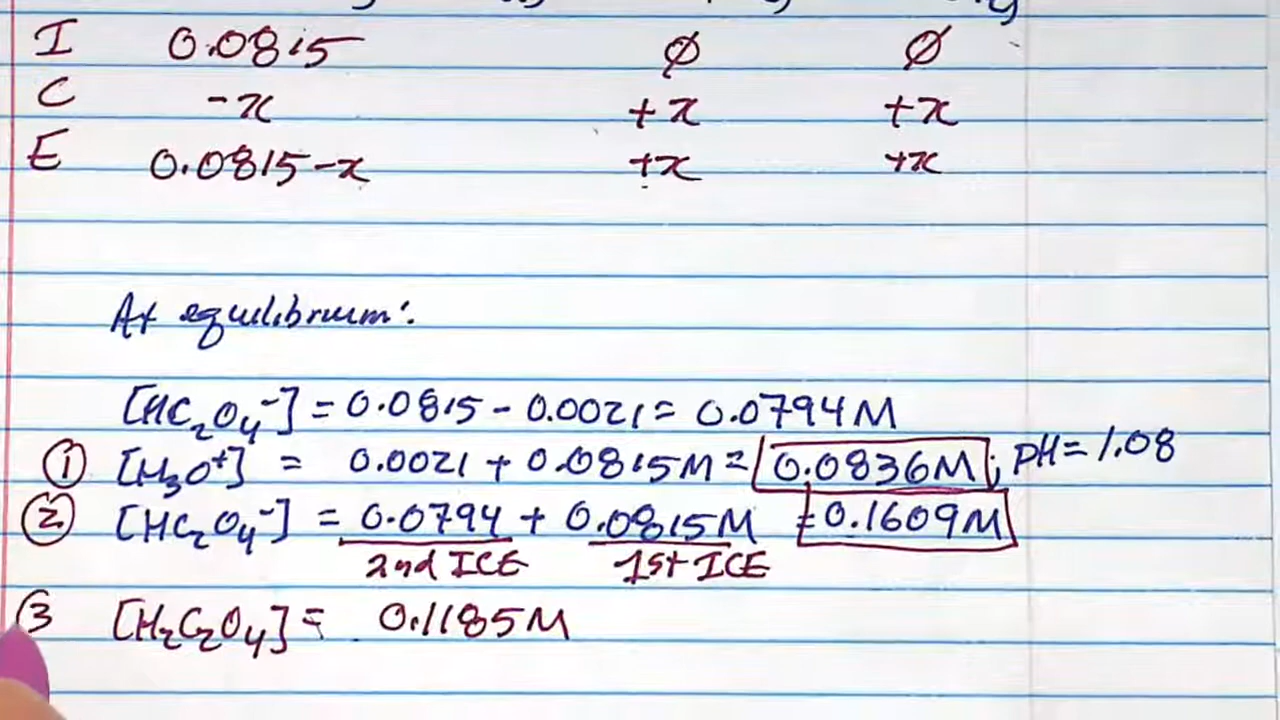 I 0.0815 ∅ ∅
C -x +x +x
E 0.0815-x +x +x
At equilibrium:
[HC₂O₄⁻] = 0.0815 - 0.0021 = 0.0794M
① [H₃O⁺] = 0.0021 + 0.0815M = 0.0836M; pH = 1.08
② [HC₂O₄⁻] = 0.0794 + 0.0815M = 0.1609M
2nd ICE 1st ICE
③ [H₂C₂O₄] = 0.1185M